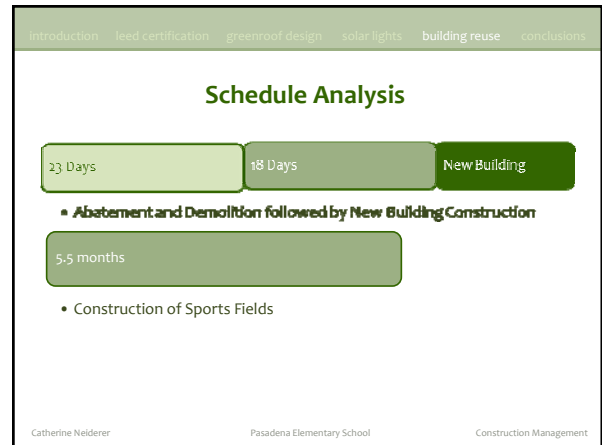 introduction leed certification greenroof design solar lights building reuse conclusions
Schedule Analysis
23 Days 18 Days New Building
• Abatement and Demolition followed by New Building Construction
5.5 months
• Construction of Sports Fields
Catherine Neiderer Pasadena Elementary School Construction Management